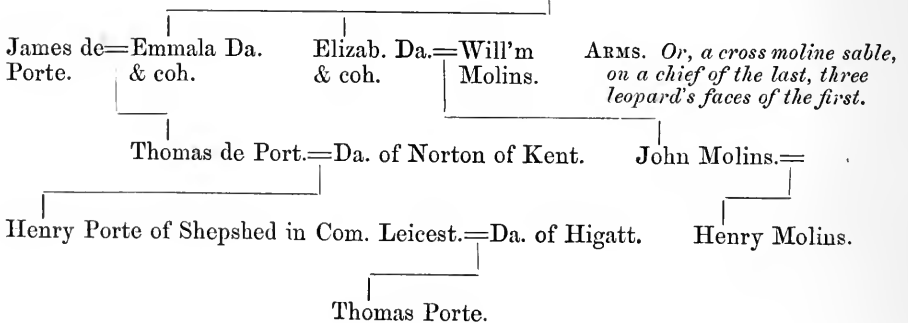 James de=Emmala Da.
Porte. & coh.
Elizab. Da.=Will'm
& coh. Molins.
ARMS. Or, a cross moline sable,
on a chief of the last, three
leopard's faces of the first.
Thomas de Port.=Da. of Norton of Kent.
John Molins.=
Henry Porte of Shepshed in Com. Leicest.=Da. of Higatt.
Henry Molins.
Thomas Porte.